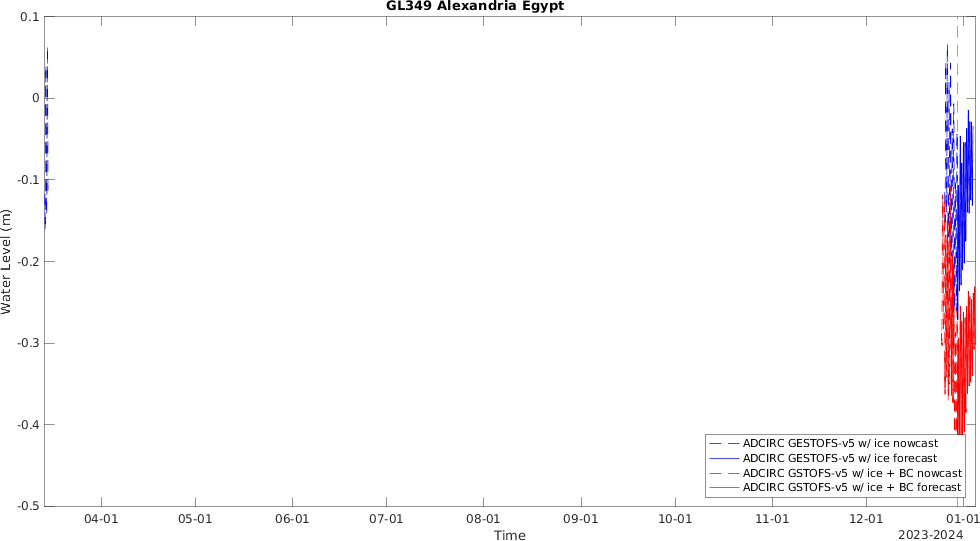 GL349 Alexandria Egypt
0.1
0
-0.1
-0.2
-0.3
-0.4
-0.5
Water Level (m)
04-01
05-01
06-01
07-01
08-01
09-01
10-01
11-01
12-01
01-01
Time
2023-2024
ADCIRC GESTOFS-v5 w/ ice nowcast
ADCIRC GESTOFS-v5 w/ ice forecast
ADCIRC GSTOFS-v5 w/ ice + BC nowcast
ADCIRC GSTOFS-v5 w/ ice + BC forecast